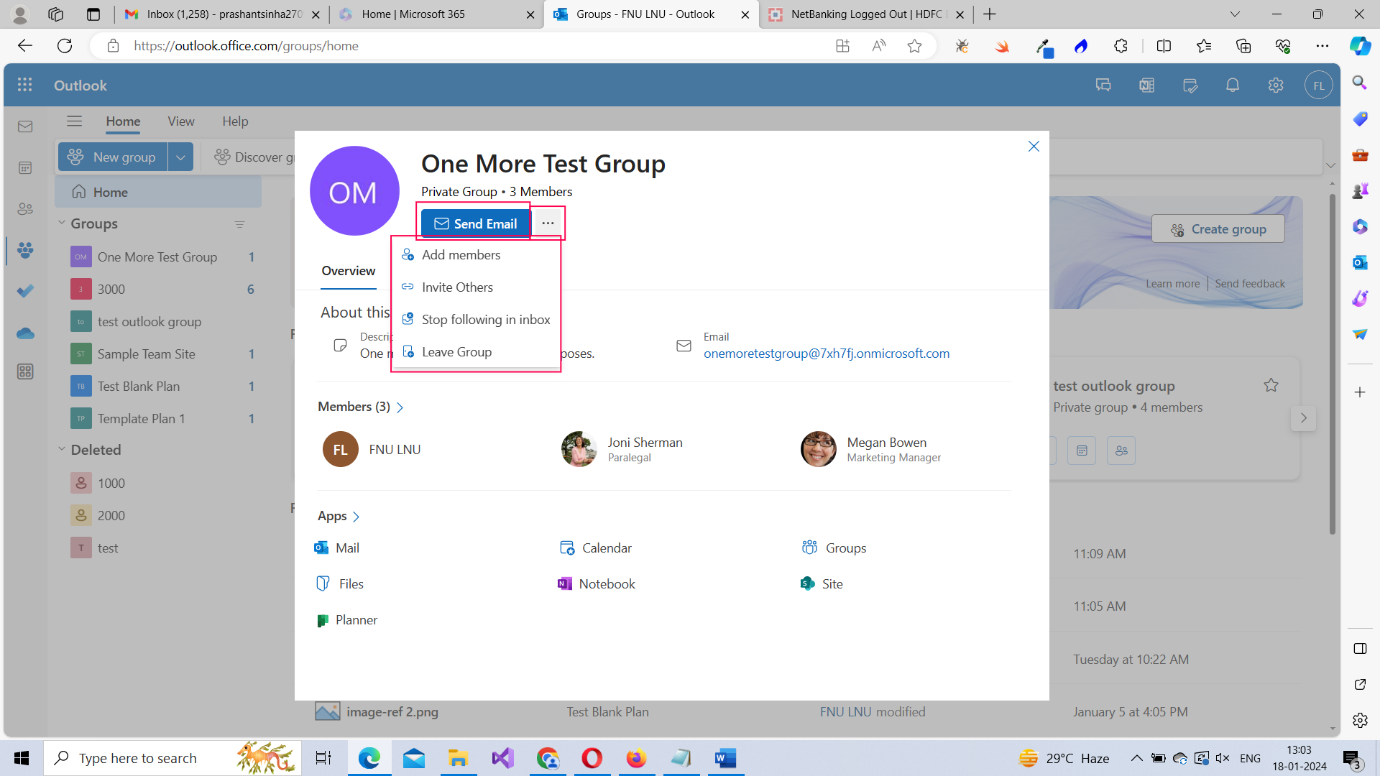 Inbox (1,258) - prashantsinha270
Home | Microsoft 365
Groups - FNU LNU - Outlook
NetBanking Logged Out | HDFC
https://outlook.office.com/groups/home
Outlook
FL
Home View Help
New group
Discover gr
Home
Groups
OM One More Test Group 1
3 3000 6
test outlook group
ST Sample Team Site 1
TB Test Blank Plan 1
TP Template Plan 1 1
Deleted
1000
2000
T test
OM
One More Test Group
Private Group • 3 Members
Send Email ...
Add members
Invite Others
Stop following in inbox
Leave Group
Overview
About this
Descrip
One m
poses.
Email
onemoretestgroup@7xh7fj.onmicrosoft.com
Members (3)
FL FNU LNU
Joni Sherman
Paralegal
Megan Bowen
Marketing Manager
Apps
Mail Calendar Groups
Files Notebook Site
Planner
Create group
Learn more | Send feedback
test outlook group
Private group • 4 members
11:09 AM
11:05 AM
Tuesday at 10:22 AM
image-ref 2.png Test Blank Plan FNU LNU modified January 5 at 4:05 PM
Type here to search
29°C Haze
ENG
13:03
18-01-2024
3